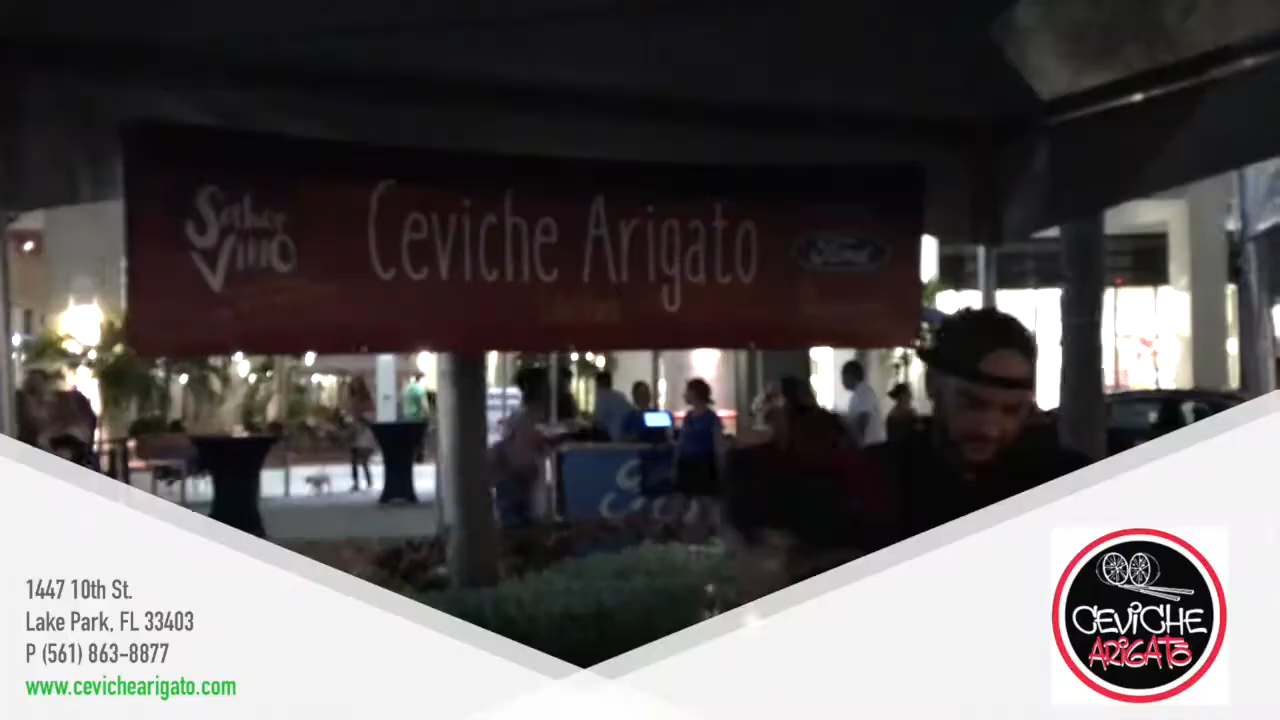 Savor
Vino
Ceviche Arigato
Ford
1447 10th St.
Lake Park, FL 33403
P (561) 863-8877
www.cevichearigato.com
CEVICHE
ARIGATO